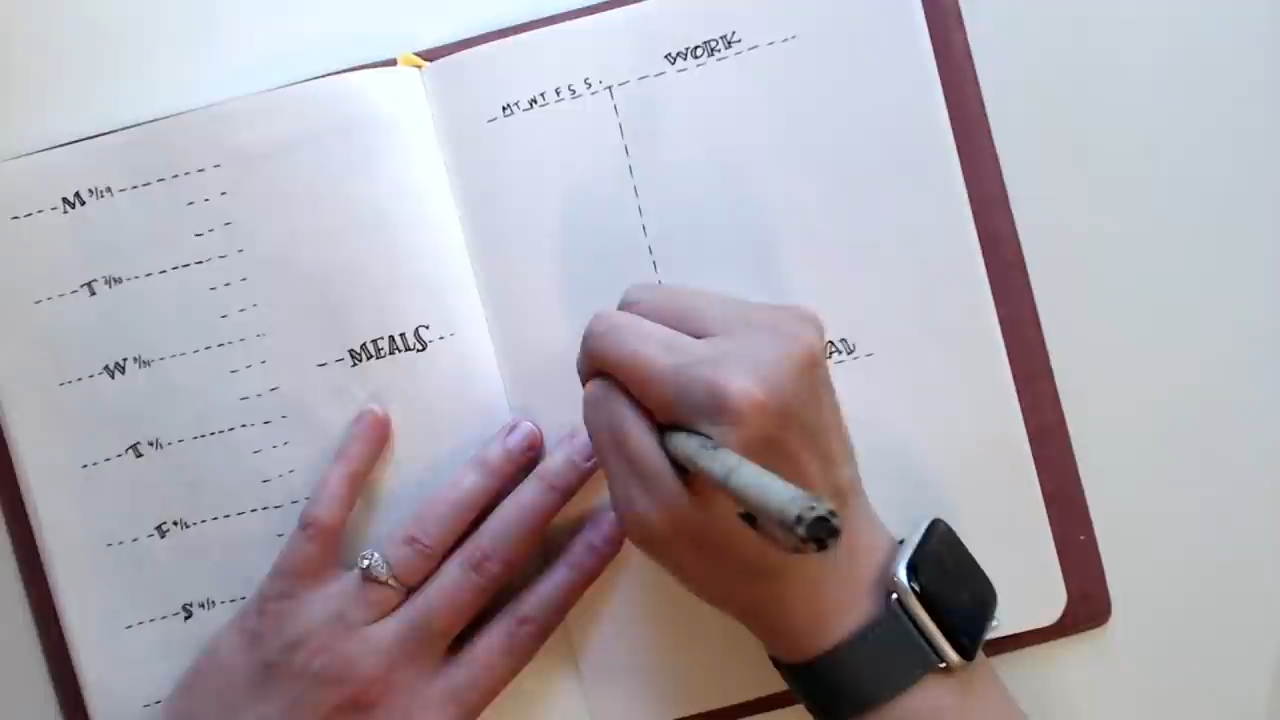 M 3/29
T 3/30
W 3/31
T 4/1
F 4/2
S 4/3
MEALS
WORK
M T W T F S S